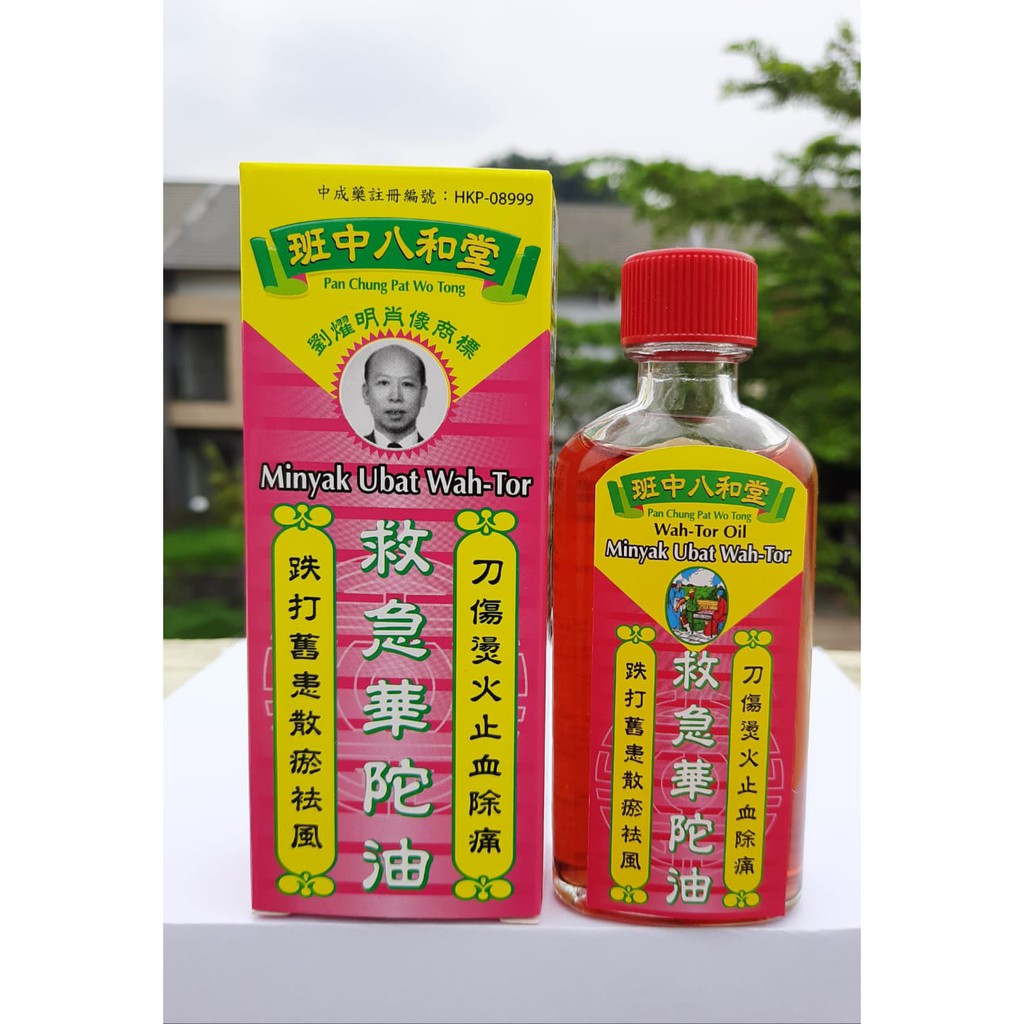 中成藥註冊編號：HKP-08999
班中八和堂
Pan Chung Pat Wo Tong
劉燿明肖像商標
Minyak Ubat Wah-Tor
刀傷燙火止血除痛
救急華陀油
跌打舊患散瘀祛風
班中八和堂
Pan Chung Pat Wo Tong
Wah-Tor Oil
Minyak Ubat Wah-Tor
刀傷燙火止血除痛
救急華陀油
跌打舊患散瘀祛風